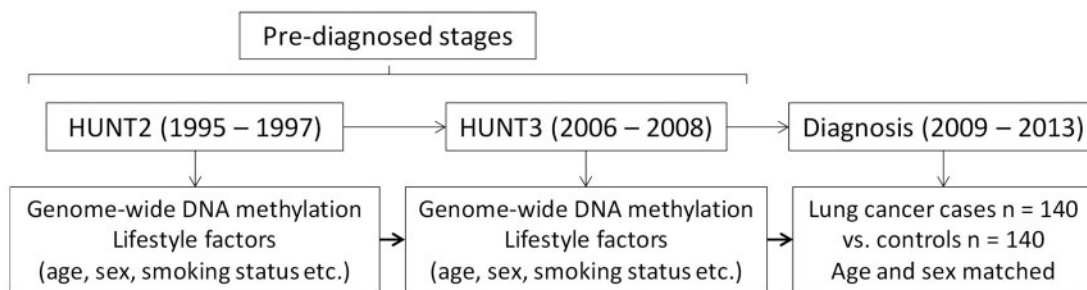 Pre-diagnosed stages
HUNT2 (1995 – 1997)
HUNT3 (2006 – 2008)
Diagnosis (2009 – 2013)
Genome-wide DNA methylation
Lifestyle factors
(age, sex, smoking status etc.)
Genome-wide DNA methylation
Lifestyle factors
(age, sex, smoking status etc.)
Lung cancer cases n = 140
vs. controls n = 140
Age and sex matched